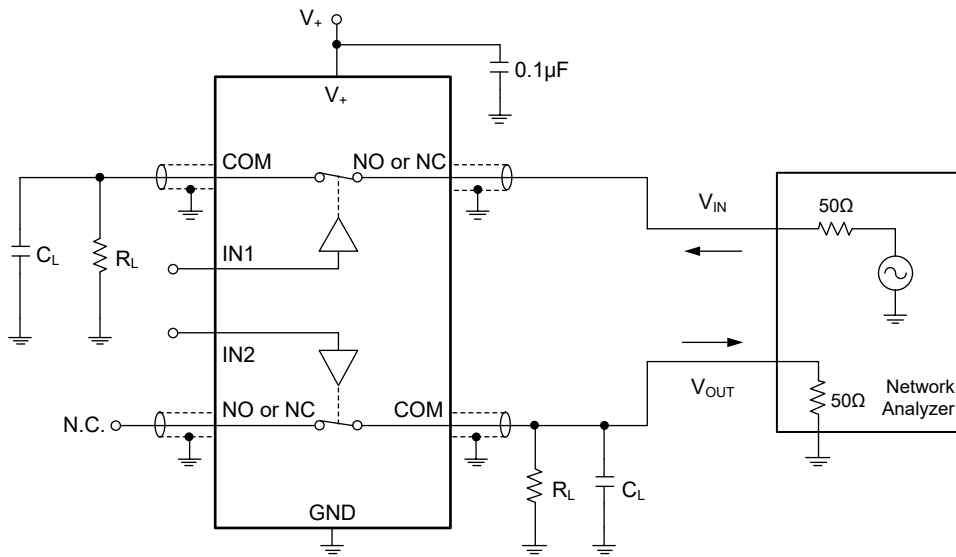 V+
0.1µF
V+
COM
NO or NC
VIN
50Ω
CL
RL
IN1
IN2
VOUT
50Ω
Network
Analyzer
N.C.
NO or NC
COM
RL
CL
GND